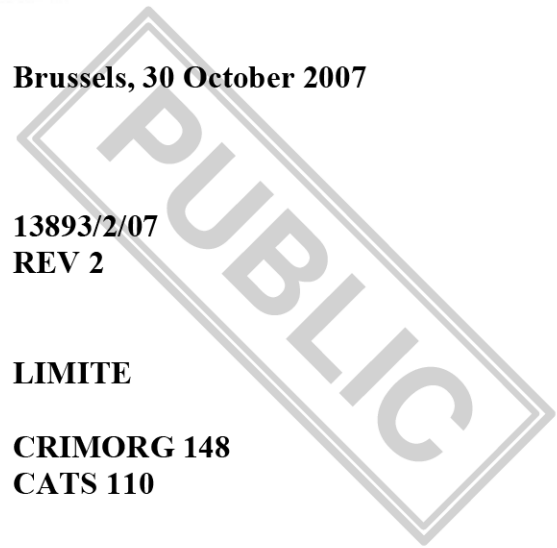 Brussels, 30 October 2007
13893/2/07
REV 2
LIMITE
CRIMORG 148
CATS 110
PUBLIC